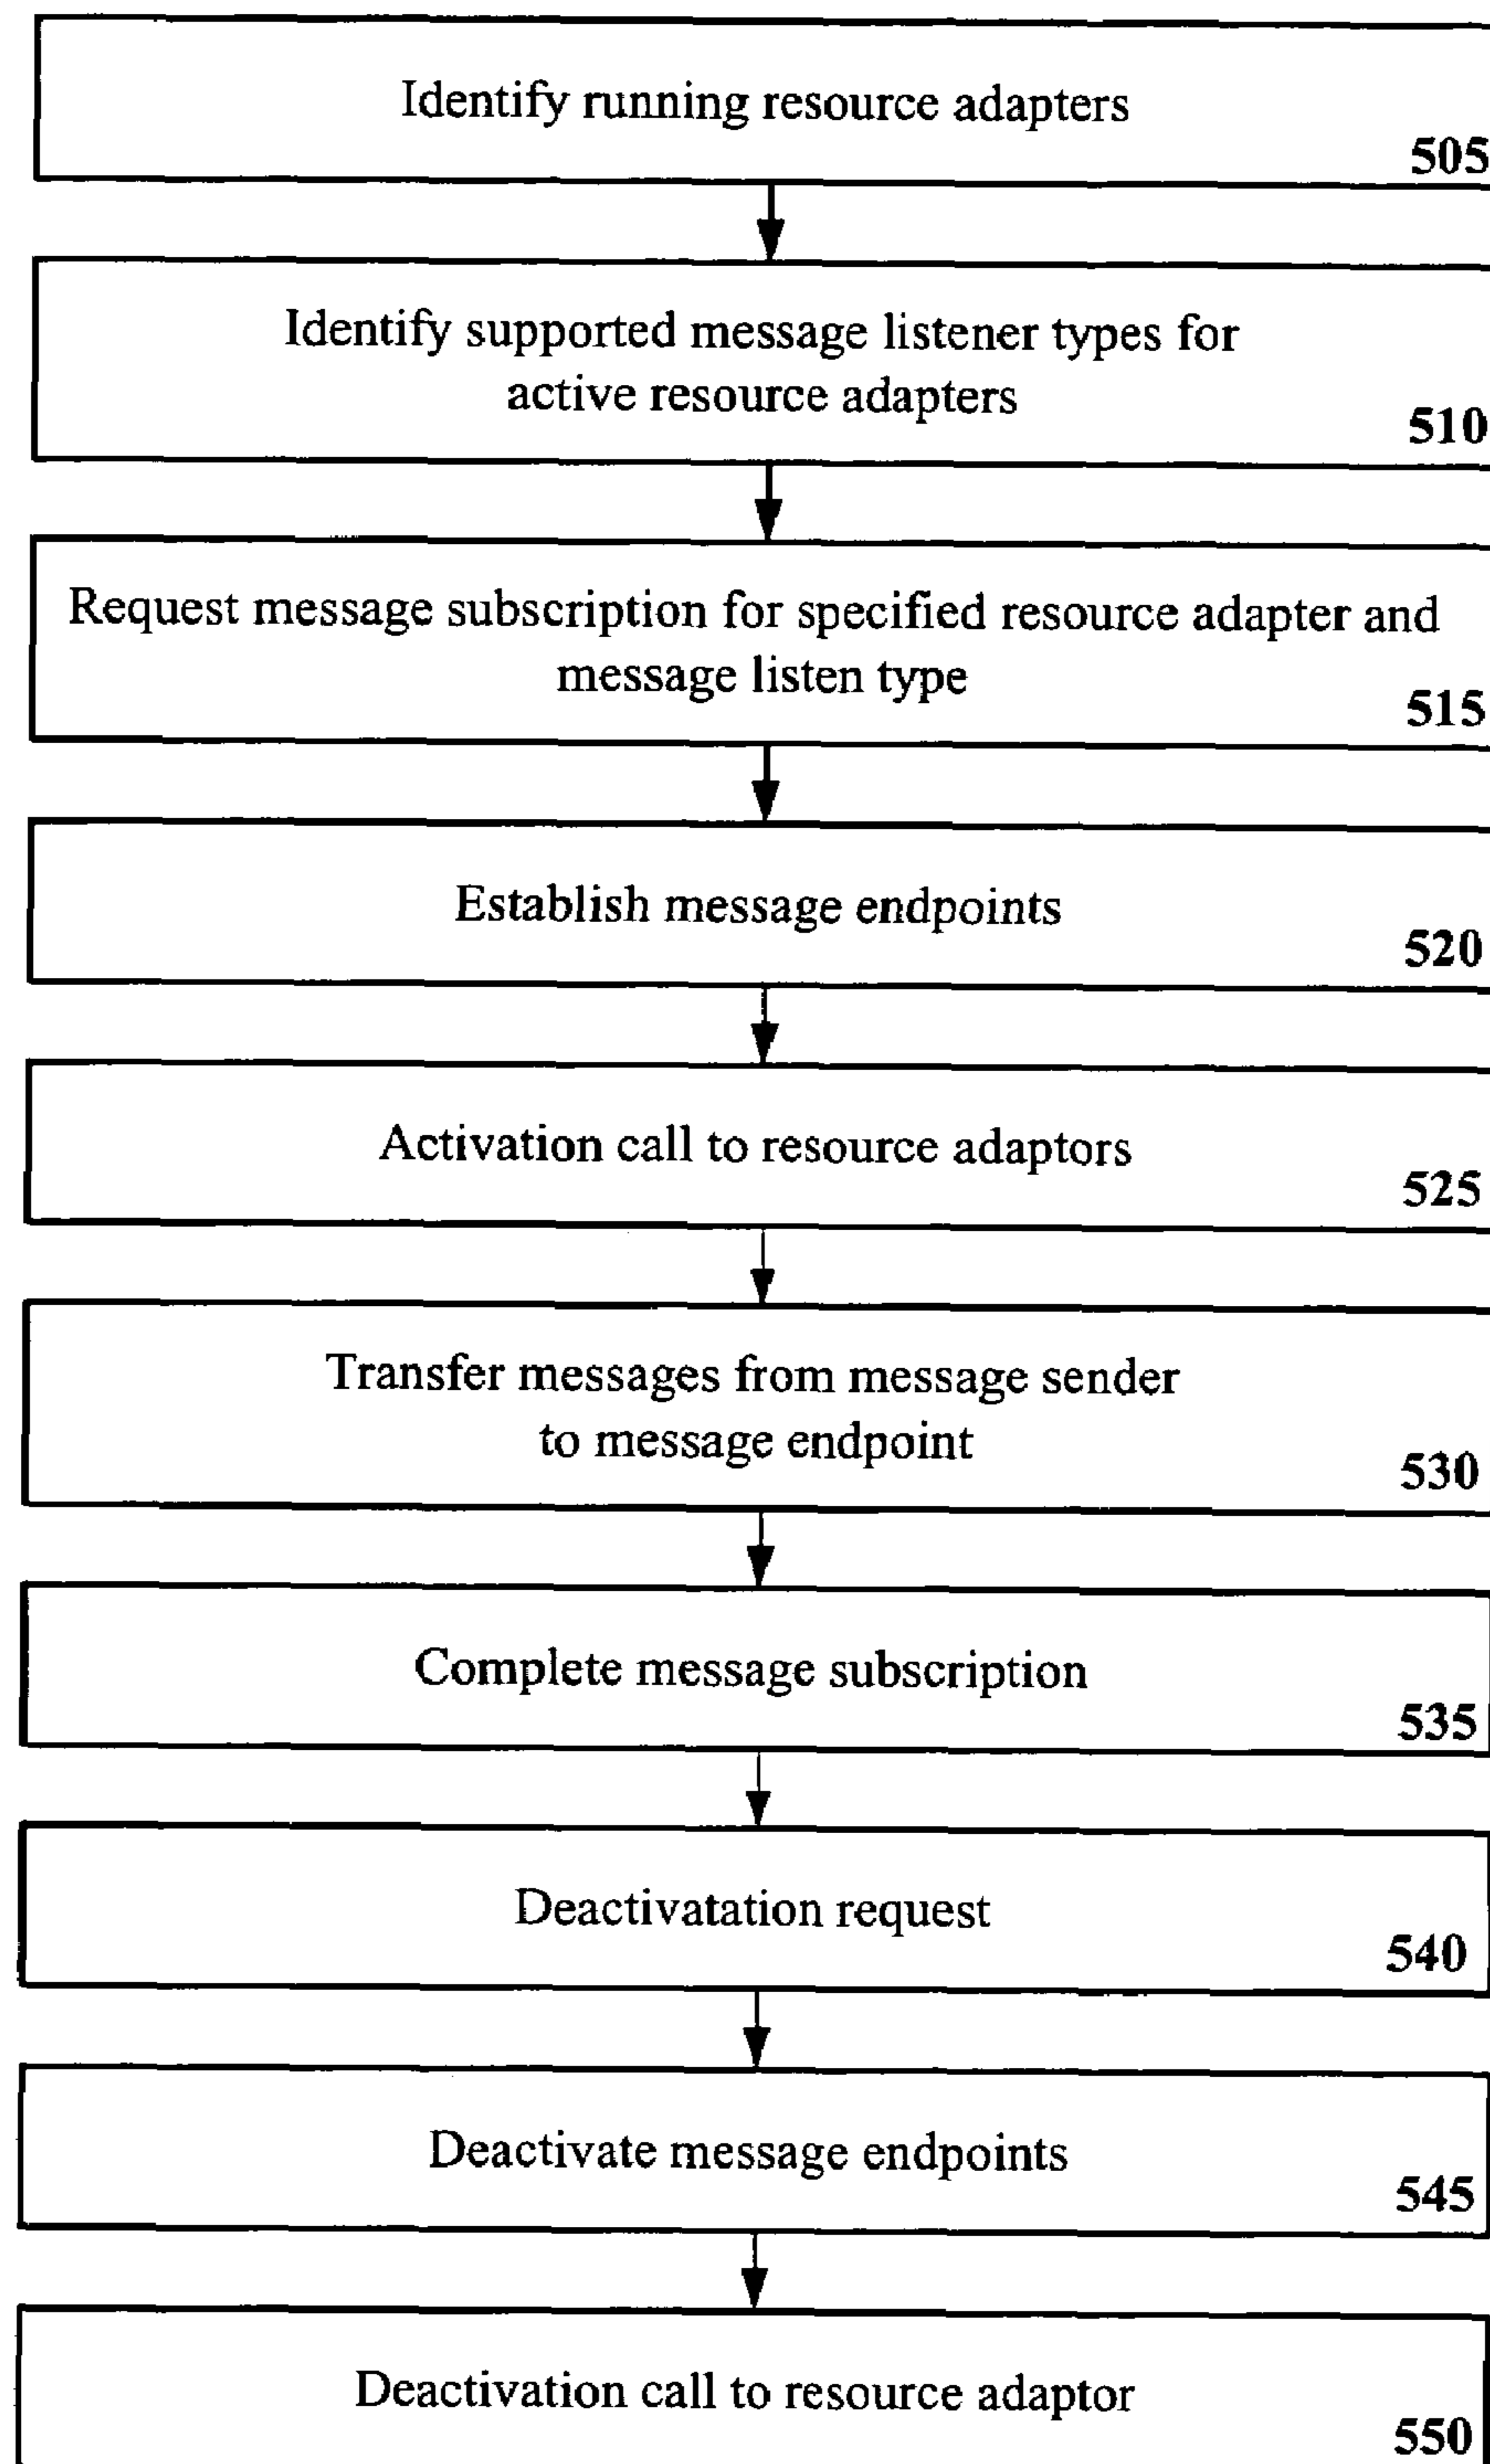 Identify running resource adapters
505
Identify supported message listener types for
active resource adapters
510
Request message subscription for specified resource adapter and
message listen type
515
Establish message endpoints
520
Activation call to resource adaptors
525
Transfer messages from message sender
to message endpoint
530
Complete message subscription
535
Deactivatation request
540
Deactivate message endpoints
545
Deactivation call to resource adaptor
550